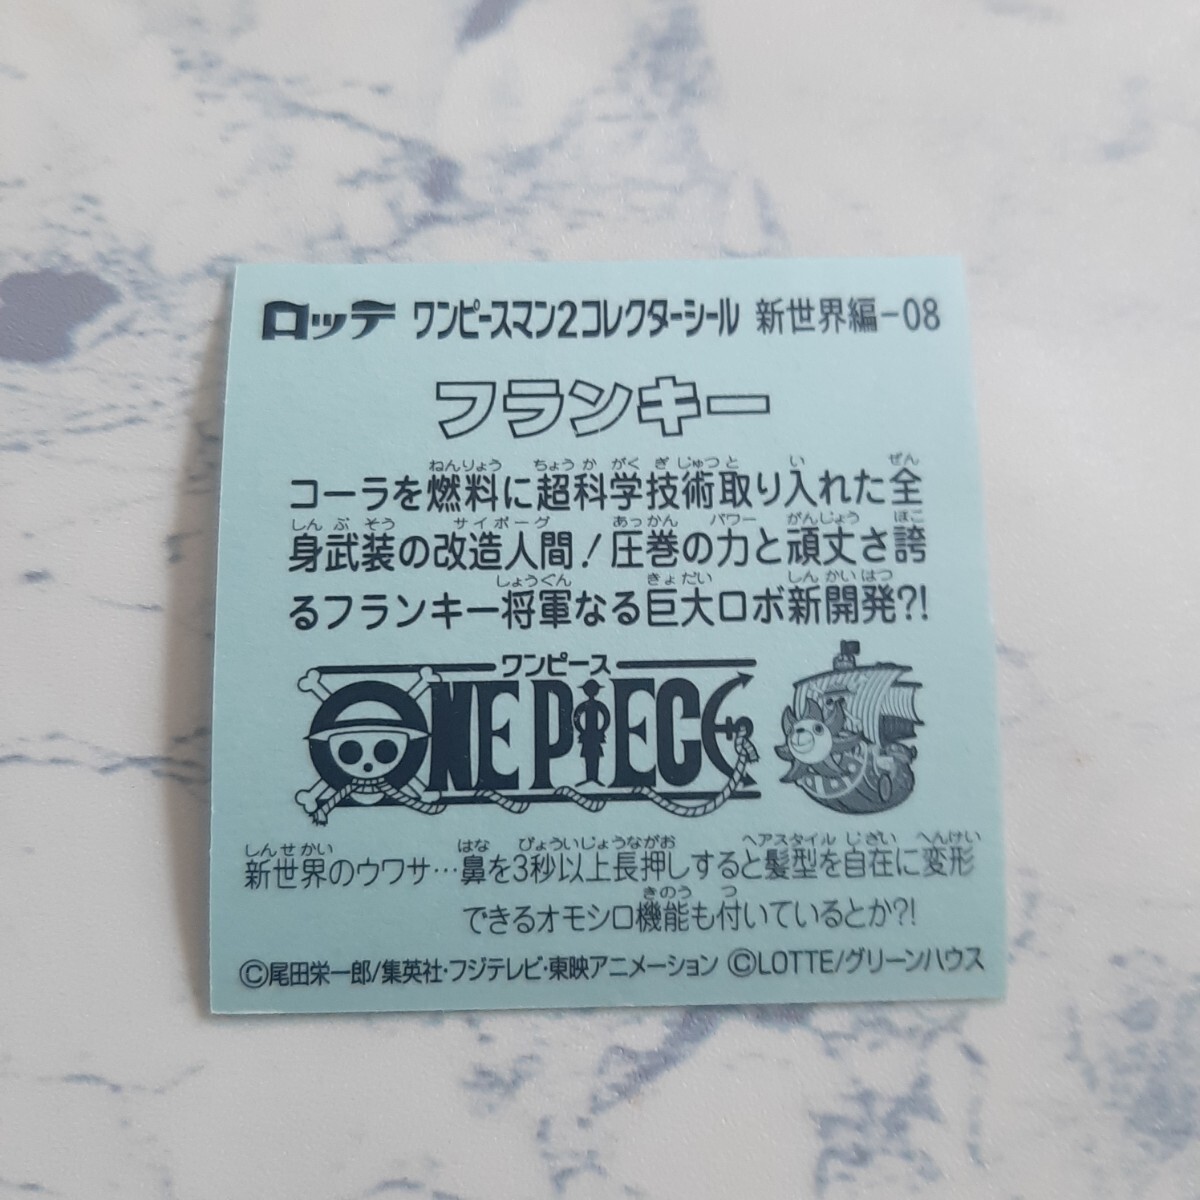 ロッテ ワンピースマン2コレクターシール 新世界編-08
フランキー
ねんりょう ちょう か がく ぎ じゅつ と い ぜん
コーラを燃料に超科学技術取り入れた全
しん ぶ そう サイボーグ あっかん パワー がんじょう ほこ
身武装の改造人間!圧巻の力と頑丈さ誇
しょうぐん きょ だい しん かい はつ
るフランキー将軍なる巨大ロボ新開発?!
ワンピース
ONE PIECE
しん せ かい はな びょう い じょう なが お ヘアスタイル じ ざい へんけい
新世界のウワサ…鼻を3秒以上長押しすると髪型を自在に変形
き のう つ
できるオモシロ機能も付いているとか?!
©尾田栄一郎/集英社・フジテレビ・東映アニメーション ©LOTTE/グリーンハウス